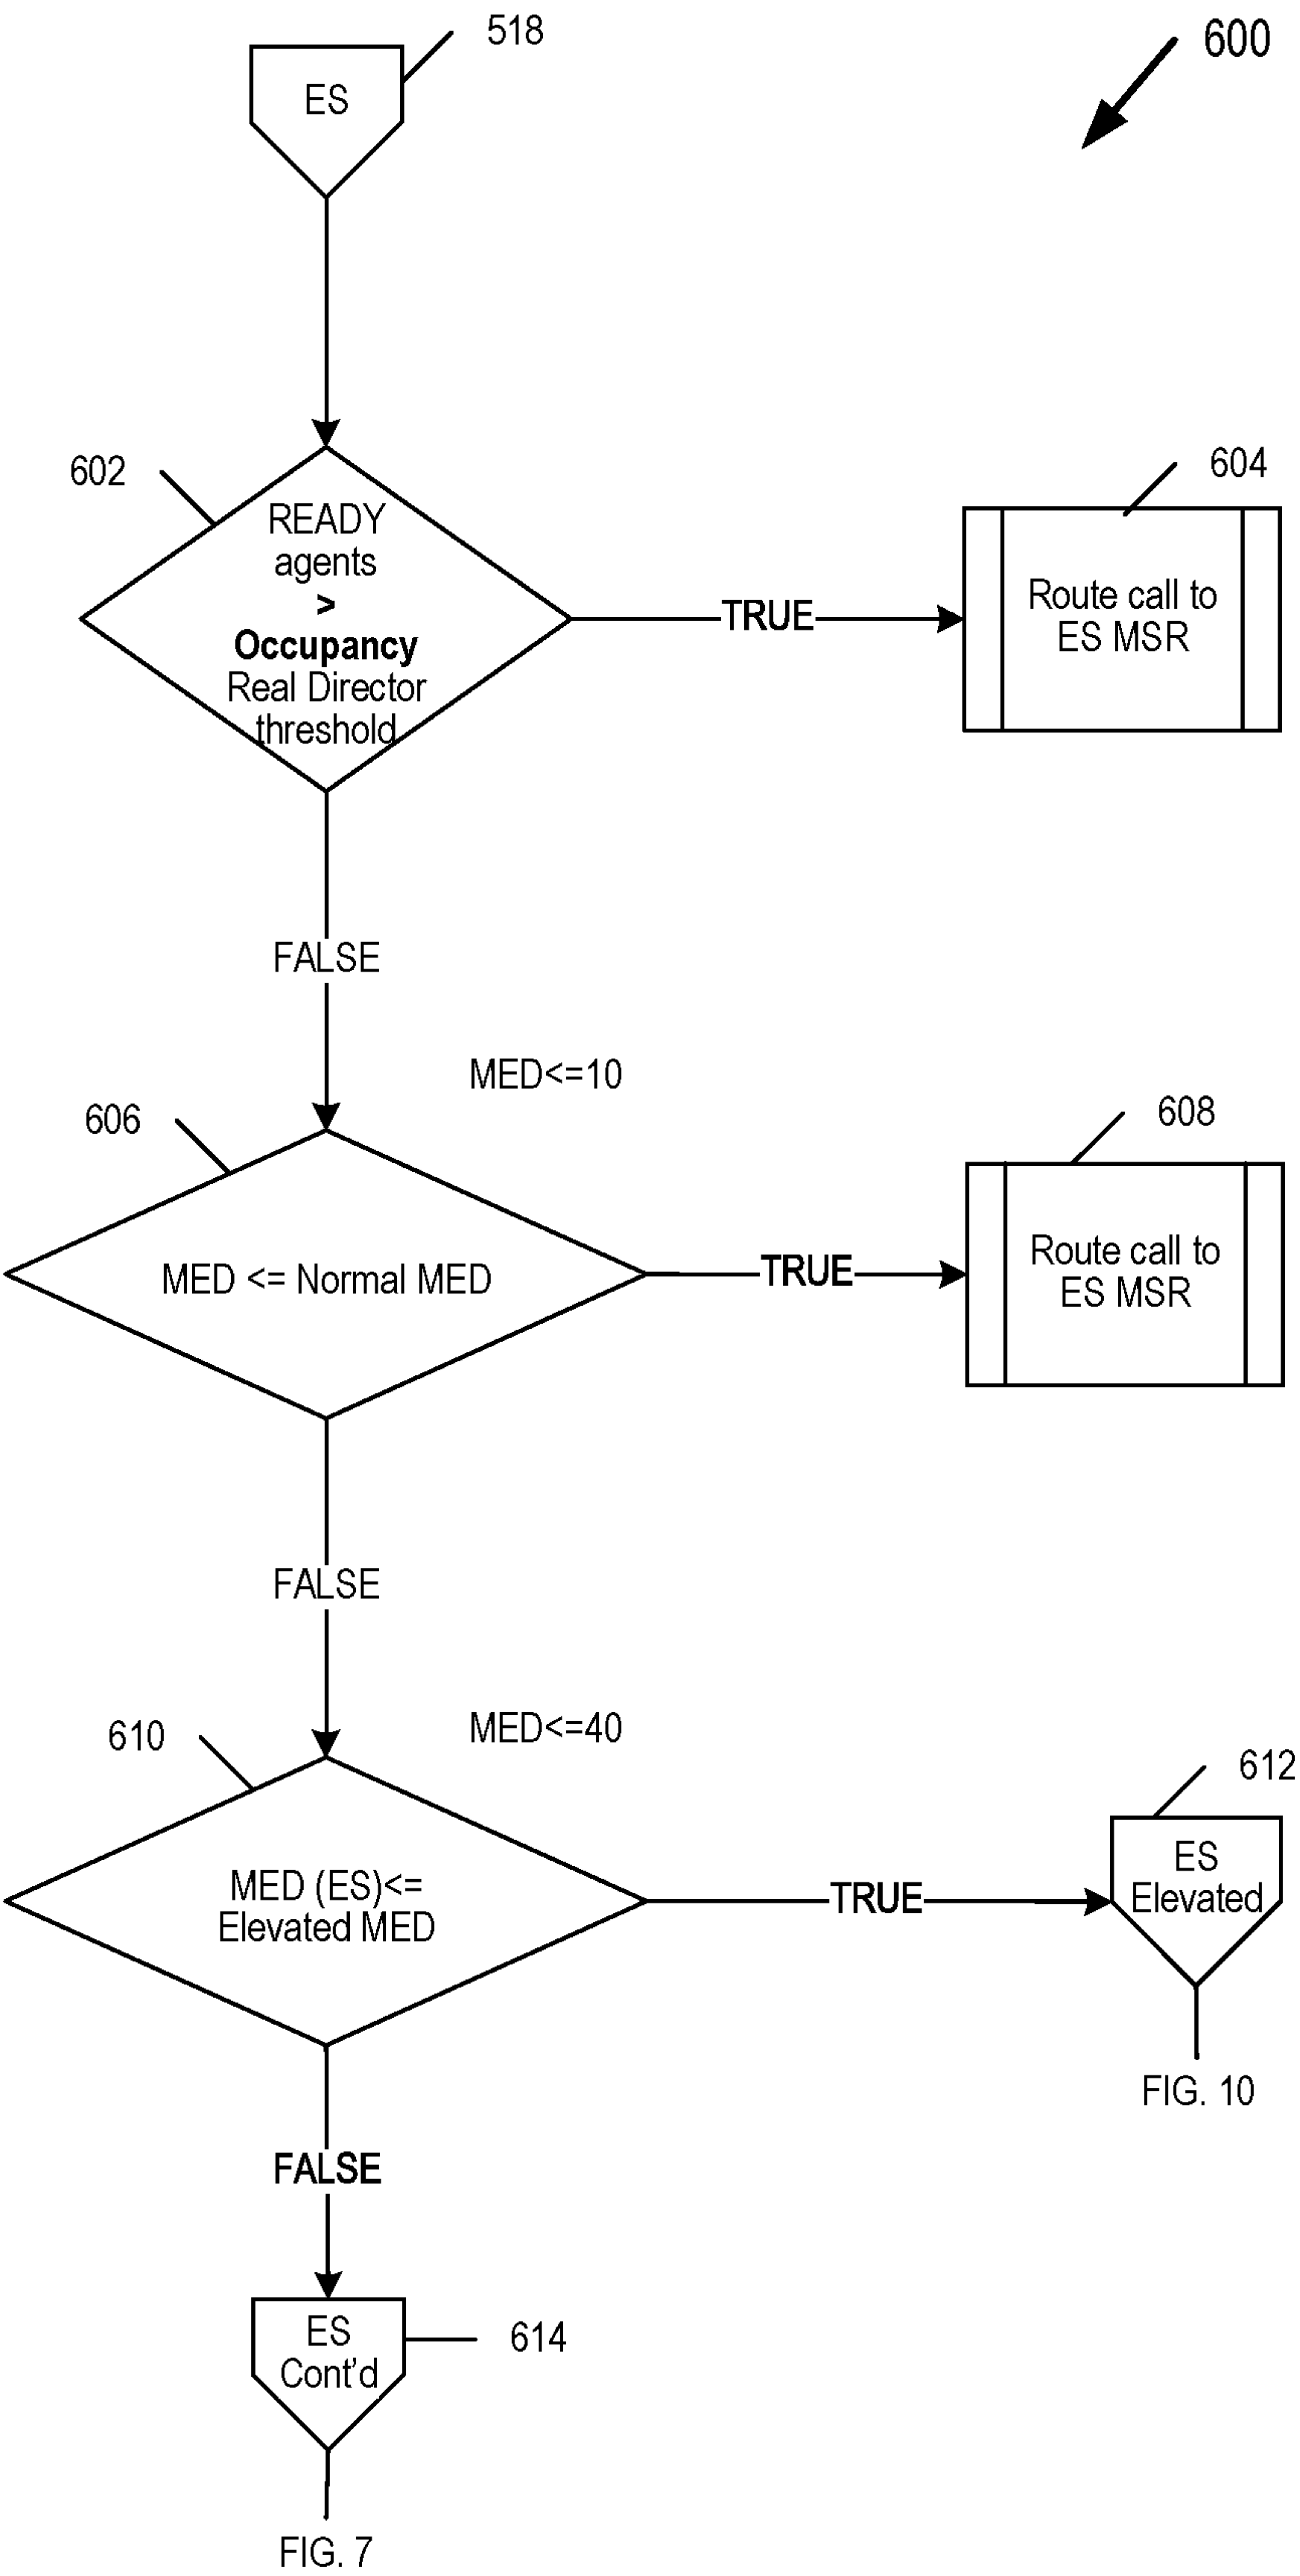 518
600
ES
602
READY
agents
>
Occupancy
Real Director
threshold
TRUE
604
Route call to
ES MSR
FALSE
MED<=10
606
MED <= Normal MED
TRUE
608
Route call to
ES MSR
FALSE
MED<=40
610
MED (ES)<=
Elevated MED
TRUE
612
ES
Elevated
FIG. 10
FALSE
ES
Cont'd
614
FIG. 7